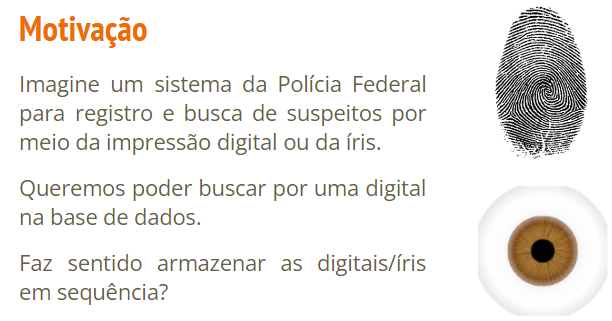 Motivação
Imagine um sistema da Polícia Federal
para registro e busca de suspeitos por
meio da impressão digital ou da íris.
Queremos poder buscar por uma digital
na base de dados.
Faz sentido armazenar as digitais/íris
em sequência?